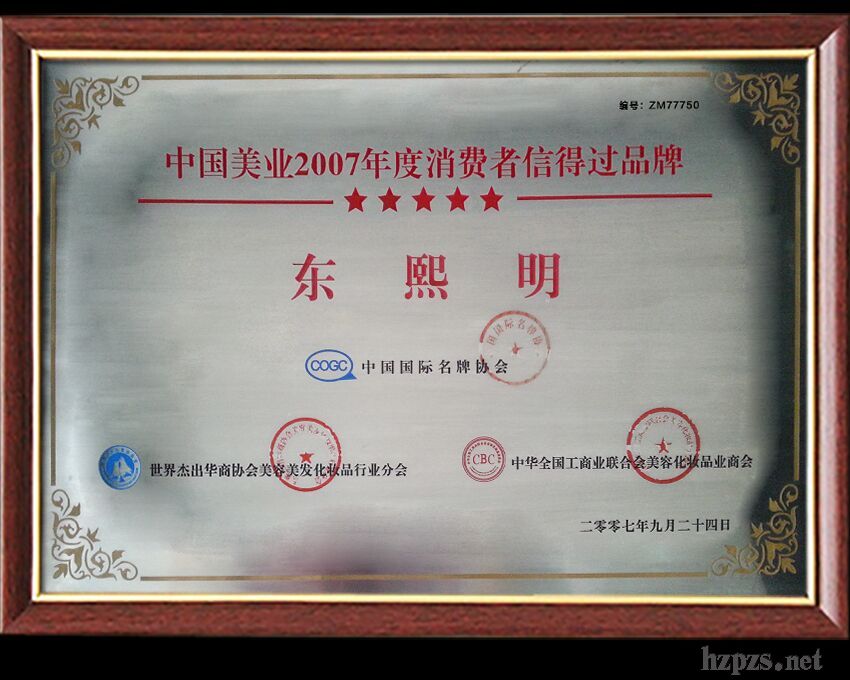 编号：ZM77750
中国美业2007年度消费者信得过品牌
东熙明
COGC 中国国际名牌协会
世界杰出华商协会美容美发化妆品行业分会
CBC 中华全国工商业联合会美容化妆品业商会
二零零七年九月二十四日
hzpzs.net